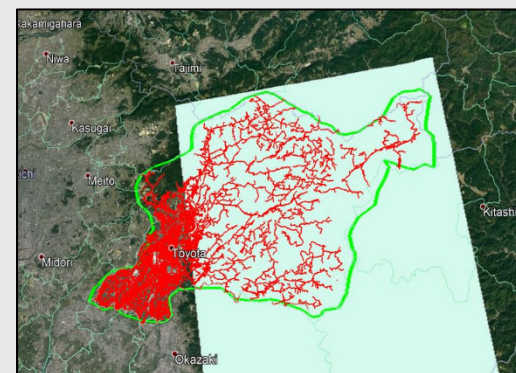 Kakamigahara
Niwa
Tajimi
Kasugai
ichi
Meito
Kitashi
Toyota
Midori
Okazaki